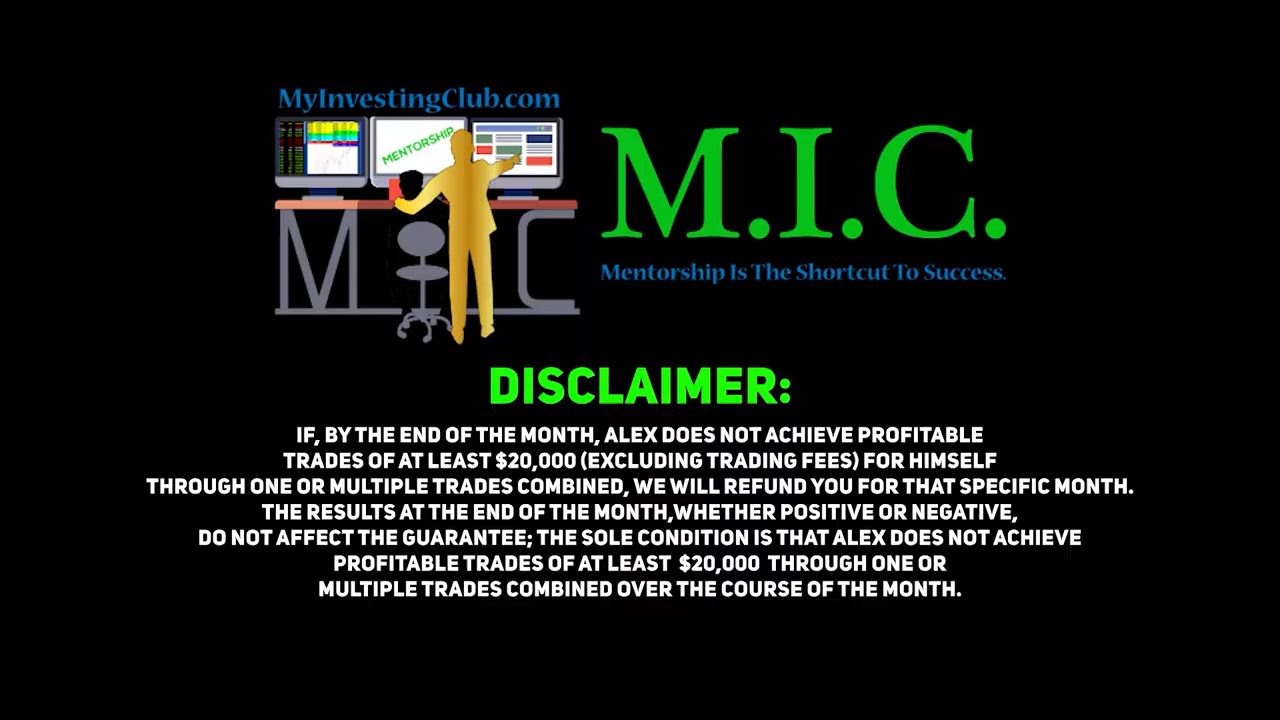 MyInvestingClub.com
MENTORSHIP
M.I.C.
M C
Mentorship Is The Shortcut To Success.
DISCLAIMER:
IF, BY THE END OF THE MONTH, ALEX DOES NOT ACHIEVE PROFITABLE
TRADES OF AT LEAST $20,000 (EXCLUDING TRADING FEES) FOR HIMSELF
THROUGH ONE OR MULTIPLE TRADES COMBINED, WE WILL REFUND YOU FOR THAT SPECIFIC MONTH.
THE RESULTS AT THE END OF THE MONTH,WHETHER POSITIVE OR NEGATIVE,
DO NOT AFFECT THE GUARANTEE; THE SOLE CONDITION IS THAT ALEX DOES NOT ACHIEVE
PROFITABLE TRADES OF AT LEAST $20,000 THROUGH ONE OR
MULTIPLE TRADES COMBINED OVER THE COURSE OF THE MONTH.